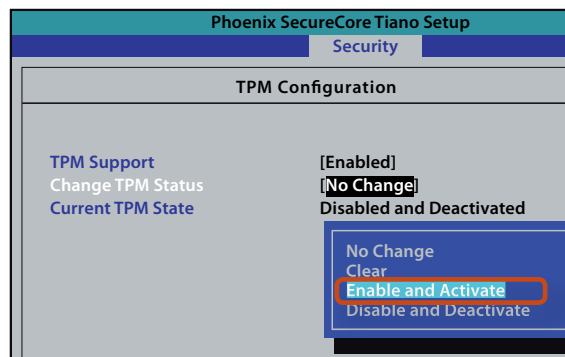 Phoenix SecureCore Tiano Setup
Security
TPM Configuration
TPM Support [Enabled]
Change TPM Status [No Change]
Current TPM State Disabled and Deactivated
No Change
Clear
Enable and Activate
Disable and Deactivate